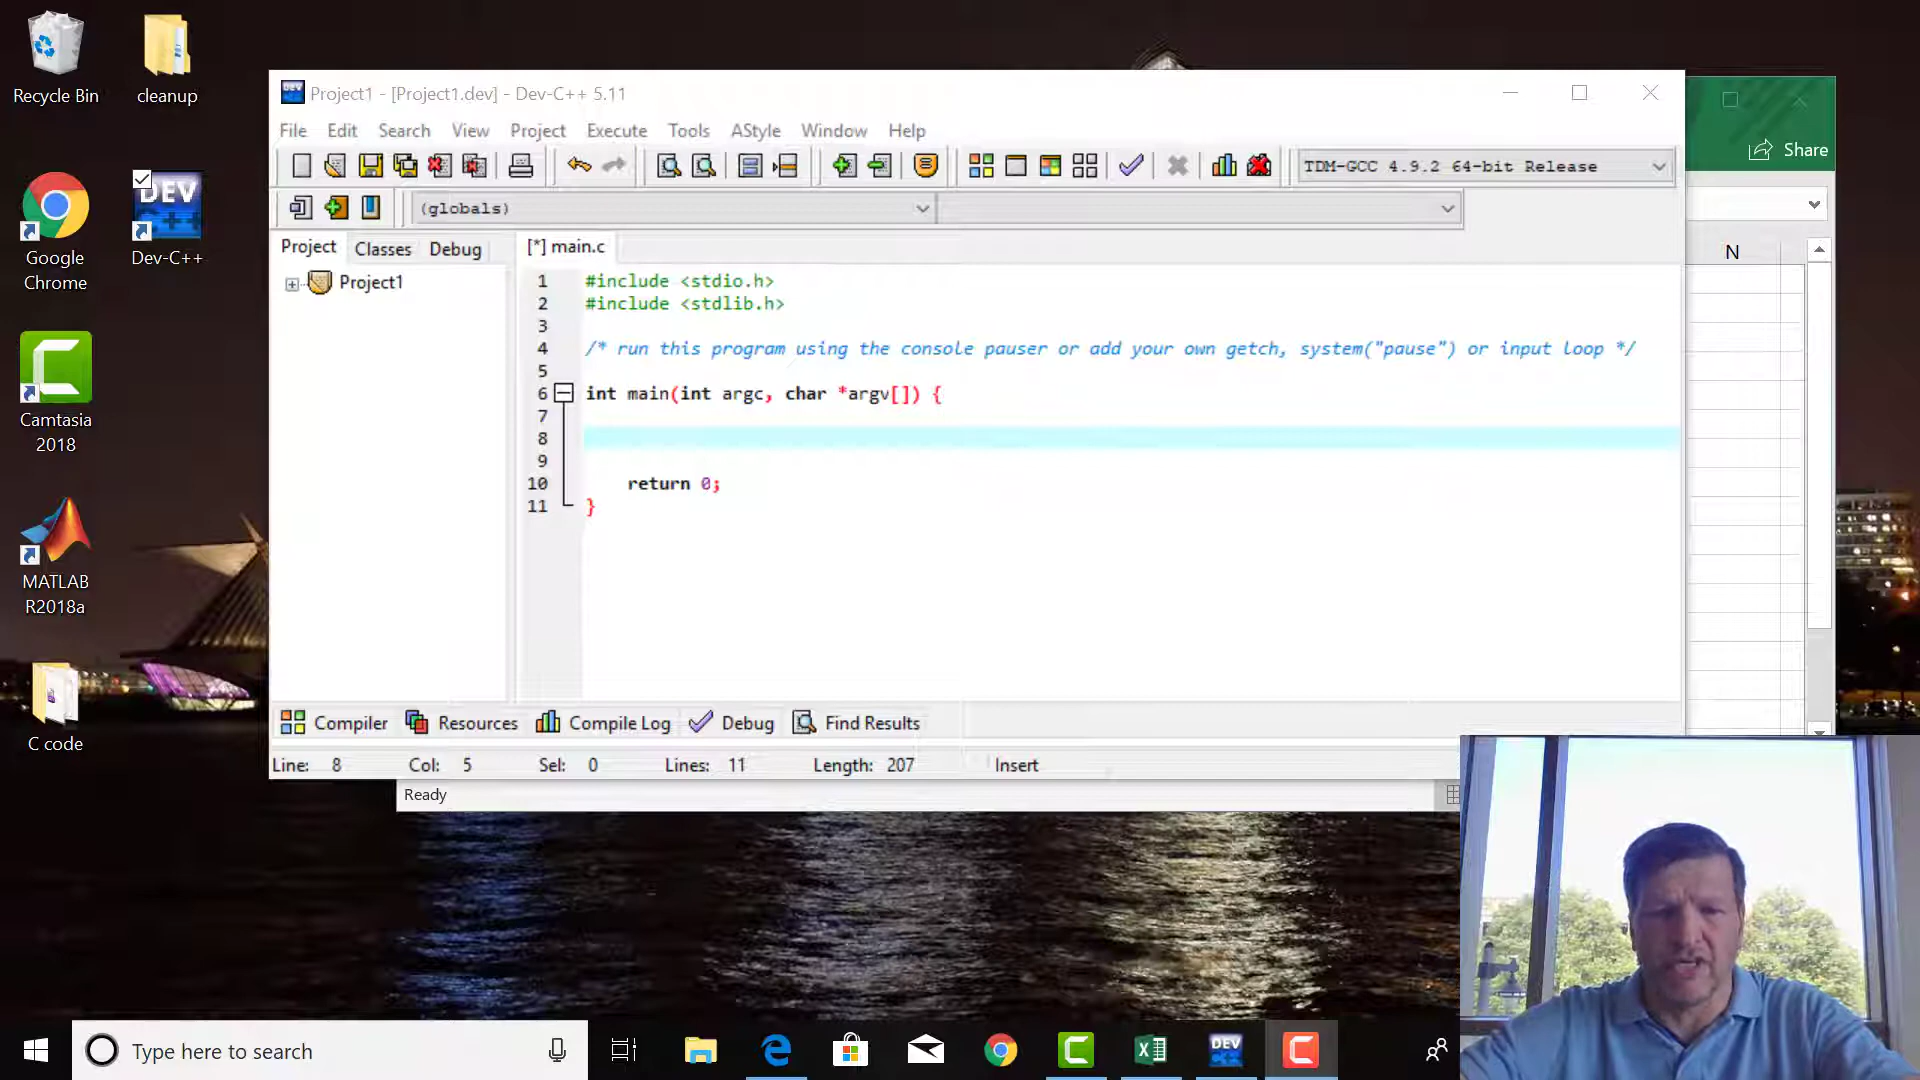 Recycle Bin
cleanup
Google
Chrome
DEV
C++
Dev-C++
Camtasia
2018
MATLAB
R2018a
C code
Project1 - [Project1.dev] - Dev-C++ 5.11
File Edit Search View Project Execute Tools AStyle Window Help
TDM-GCC 4.9.2 64-bit Release
(globals)
Project Classes Debug
Project1
[*] main.c
1 #include <stdio.h>
2 #include <stdlib.h>
3
4 /* run this program using the console pauser or add your own getch, system("pause") or input loop */
5
6 int main(int argc, char *argv[]) {
7
8
9
10 return 0;
11 }
Compiler Resources Compile Log Debug Find Results
Line: 8 Col: 5 Sel: 0 Lines: 11 Length: 207 Insert
Ready
Share
N
Type here to search
DEV